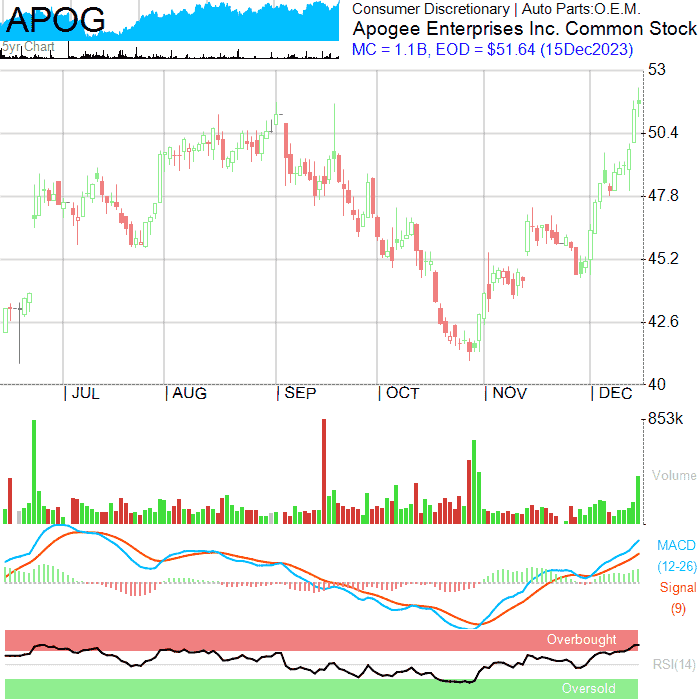 APOG
5yr Chart
Consumer Discretionary | Auto Parts:O.E.M.
Apogee Enterprises Inc. Common Stock
MC = 1.1B, EOD = $51.64 (15Dec2023)
53
50.4
47.8
45.2
42.6
40
| JUL | AUG | SEP | OCT | NOV | DEC
853k
Volume
MACD
(12-26)
Signal
(9)
Overbought
RSI(14)
Oversold